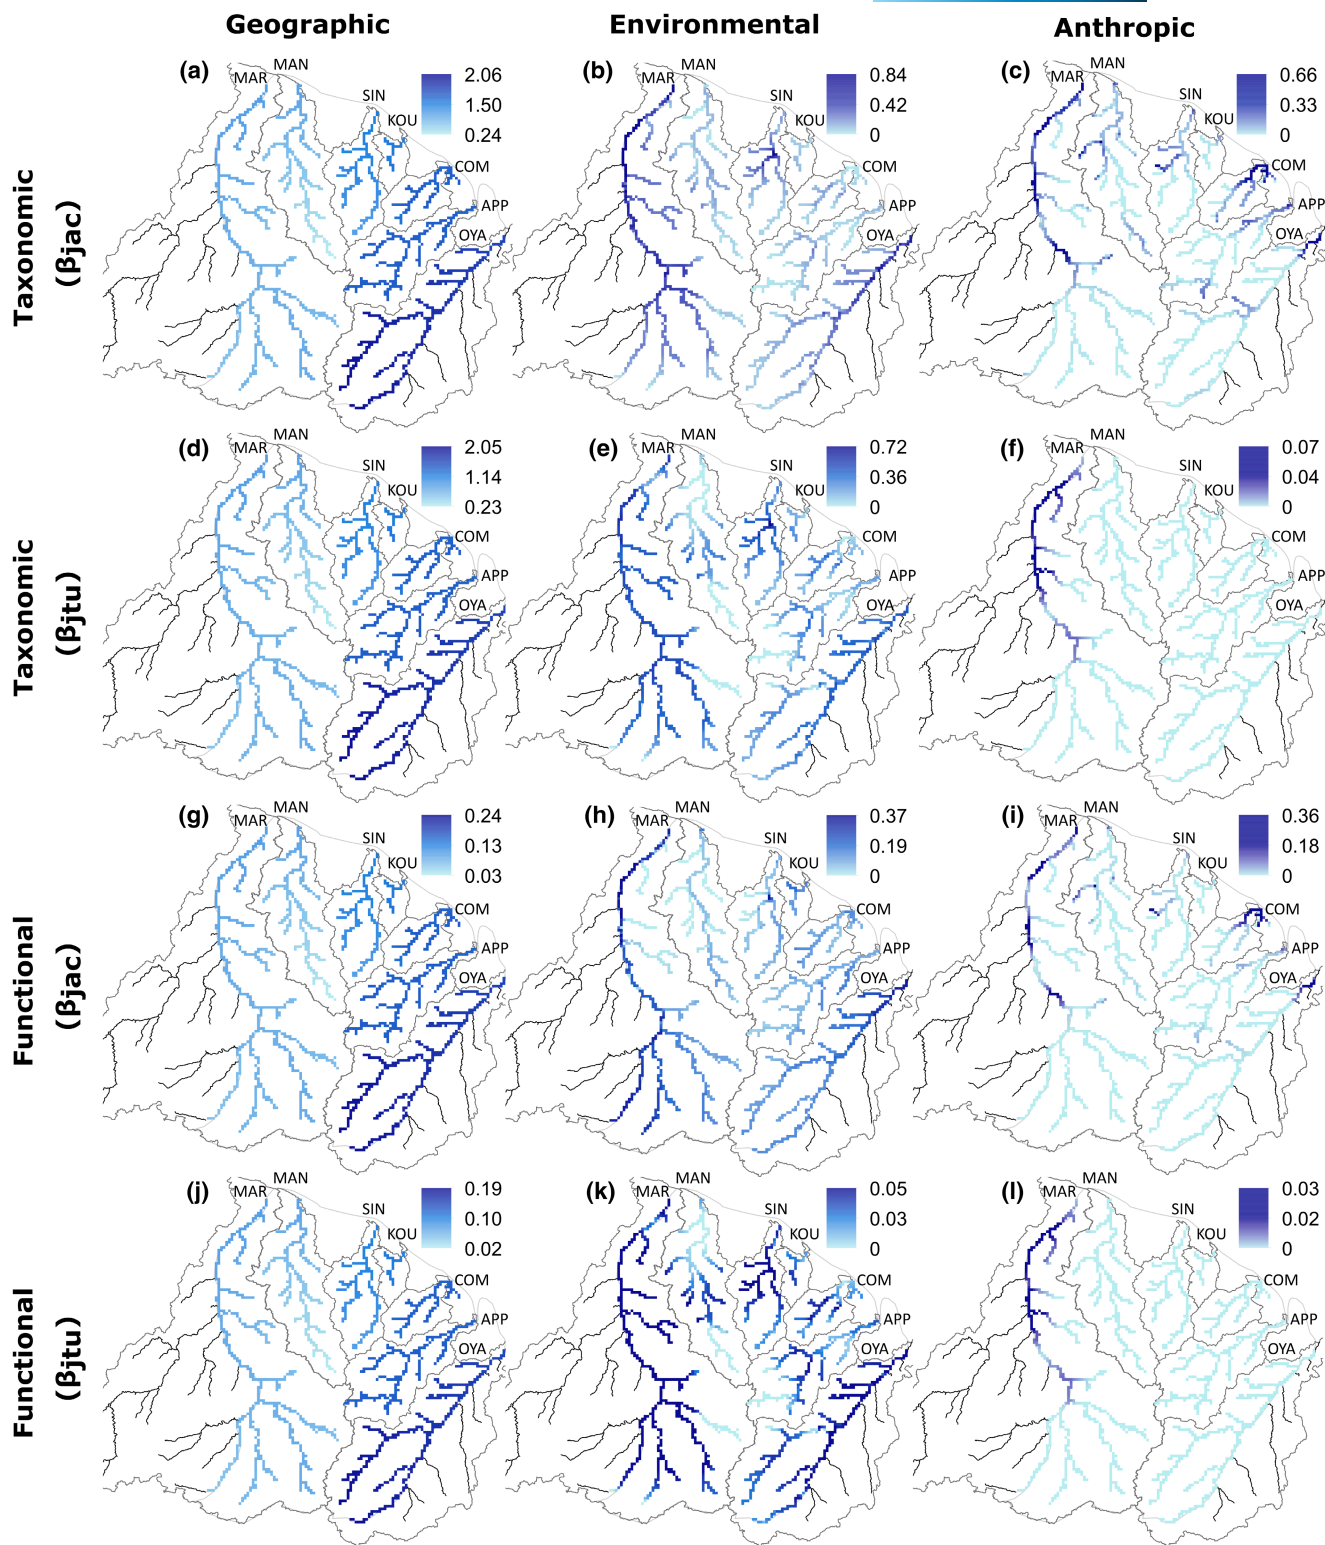 Geographic Environmental Anthropic
Taxonomic
(βjac)
(a)
MAR
MAN
SIN
KOU
COM
APP
OYA
2.06
1.50
0.24
(b)
MAR
MAN
SIN
KOU
COM
APP
OYA
0.84
0.42
0
(c)
MAR
MAN
SIN
KOU
COM
APP
OYA
0.66
0.33
0
Taxonomic
(βjtu)
(d)
MAR
MAN
SIN
KOU
COM
APP
OYA
2.05
1.14
0.23
(e)
MAR
MAN
SIN
KOU
COM
APP
OYA
0.72
0.36
0
(f)
MAR
MAN
SIN
KOU
COM
APP
OYA
0.07
0.04
0
Functional
(βjac)
(g)
MAR
MAN
SIN
KOU
COM
APP
OYA
0.24
0.13
0.03
(h)
MAR
MAN
SIN
KOU
COM
APP
OYA
0.37
0.19
0
(i)
MAR
MAN
SIN
KOU
COM
APP
OYA
0.36
0.18
0
Functional
(βjtu)
(j)
MAR
MAN
SIN
KOU
COM
APP
OYA
0.19
0.10
0.02
(k)
MAR
MAN
SIN
KOU
COM
APP
OYA
0.05
0.03
0
(l)
MAR
MAN
SIN
KOU
COM
APP
OYA
0.03
0.02
0